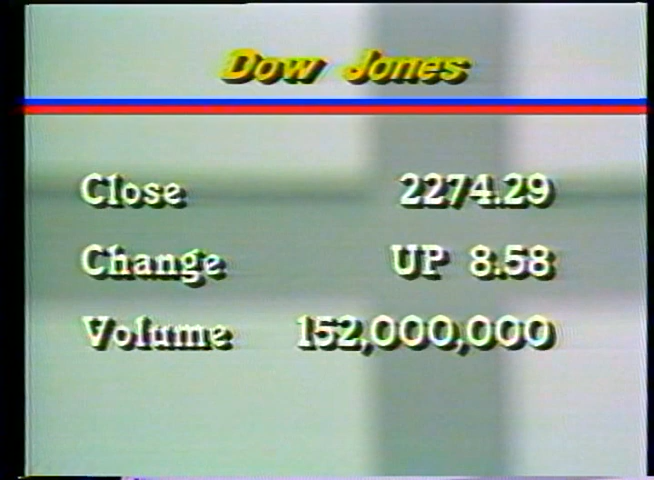 Dow Jones
Close 2274.29
Change UP 8.58
Volume 152,000,000